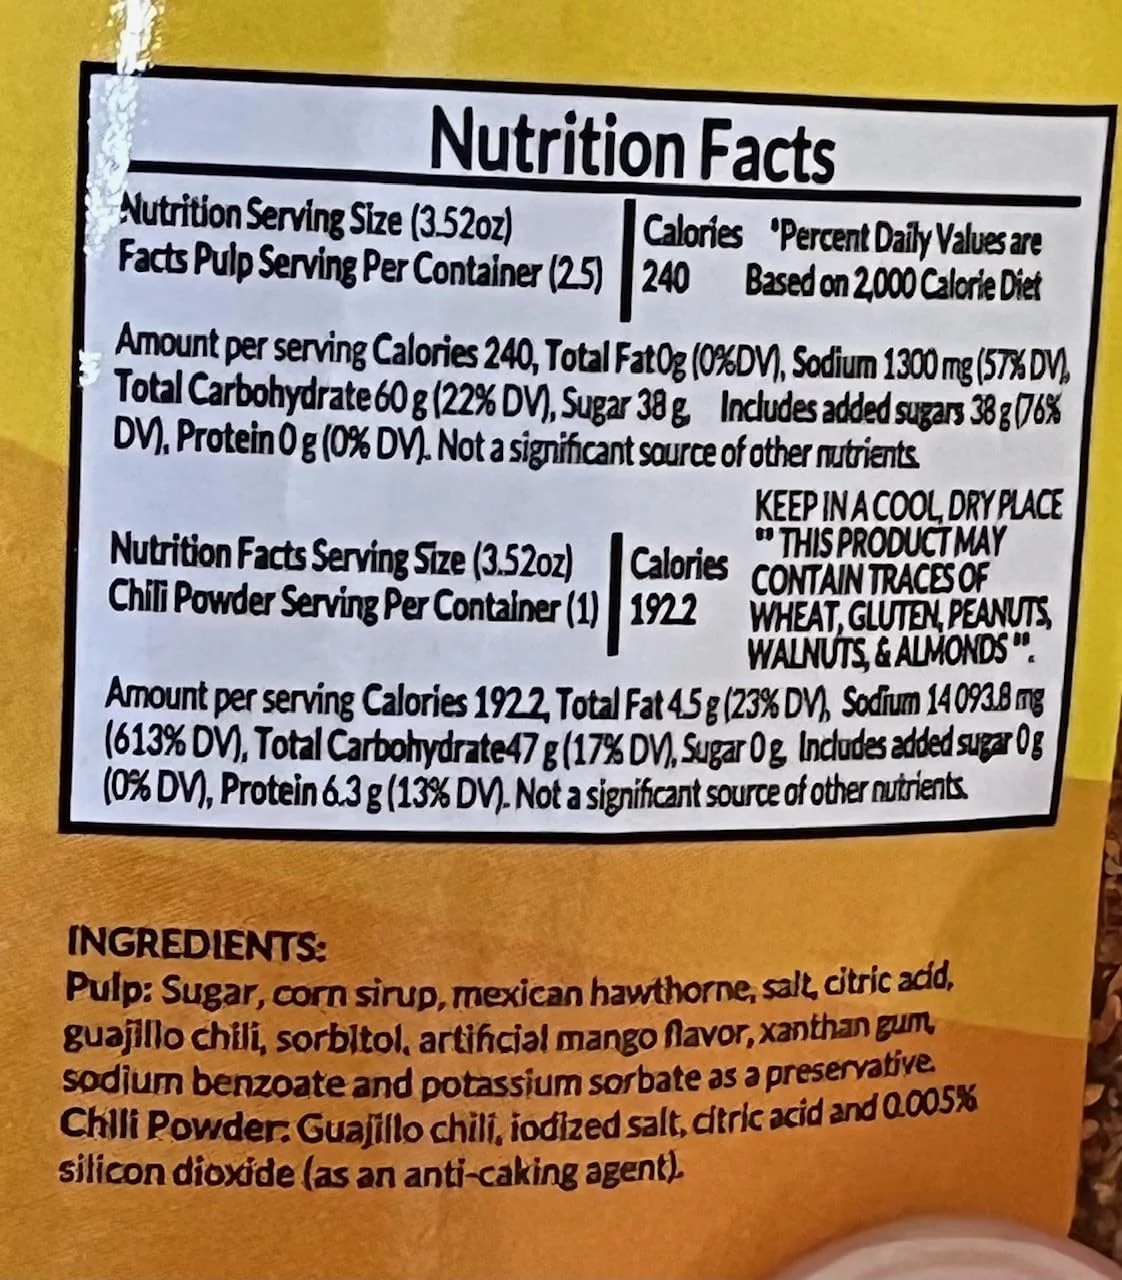 Nutrition Facts
Nutrition Serving Size (3.52oz)
Facts Pulp Serving Per Container (2.5)
Calories *Percent Daily Values are
240 Based on 2,000 Calorie Diet
Amount per serving Calories 240, Total Fat0g (0%DV), Sodium 1300 mg (57% DV),
Total Carbohydrate 60 g (22% DV), Sugar 38 g, Includes added sugars 38 g (76%
DV), Protein 0 g (0% DV). Not a significant source of other nutrients.
Nutrition Facts Serving Size (3.52oz)
Chili Powder Serving Per Container (1)
Calories
192.2
KEEP IN A COOL, DRY PLACE
"" THIS PRODUCT MAY
CONTAIN TRACES OF
WHEAT, GLUTEN, PEANUTS,
WALNUTS, & ALMONDS "".
Amount per serving Calories 192.2, Total Fat 4.5 g (23% DV), Sodium 14 093.8 mg
(613% DV), Total Carbohydrate47 g (17% DV), Sugar 0 g, Includes added sugar 0 g
(0% DV), Protein 6.3 g (13% DV). Not a significant source of other nutrients.
INGREDIENTS:
Pulp: Sugar, corn sirup, mexican hawthorne, salt, citric acid,
guajillo chili, sorbitol, artificial mango flavor, xanthan gum,
sodium benzoate and potassium sorbate as a preservative.
Chili Powder: Guajillo chili, iodized salt, citric acid and 0.005%
silicon dioxide (as an anti-caking agent).